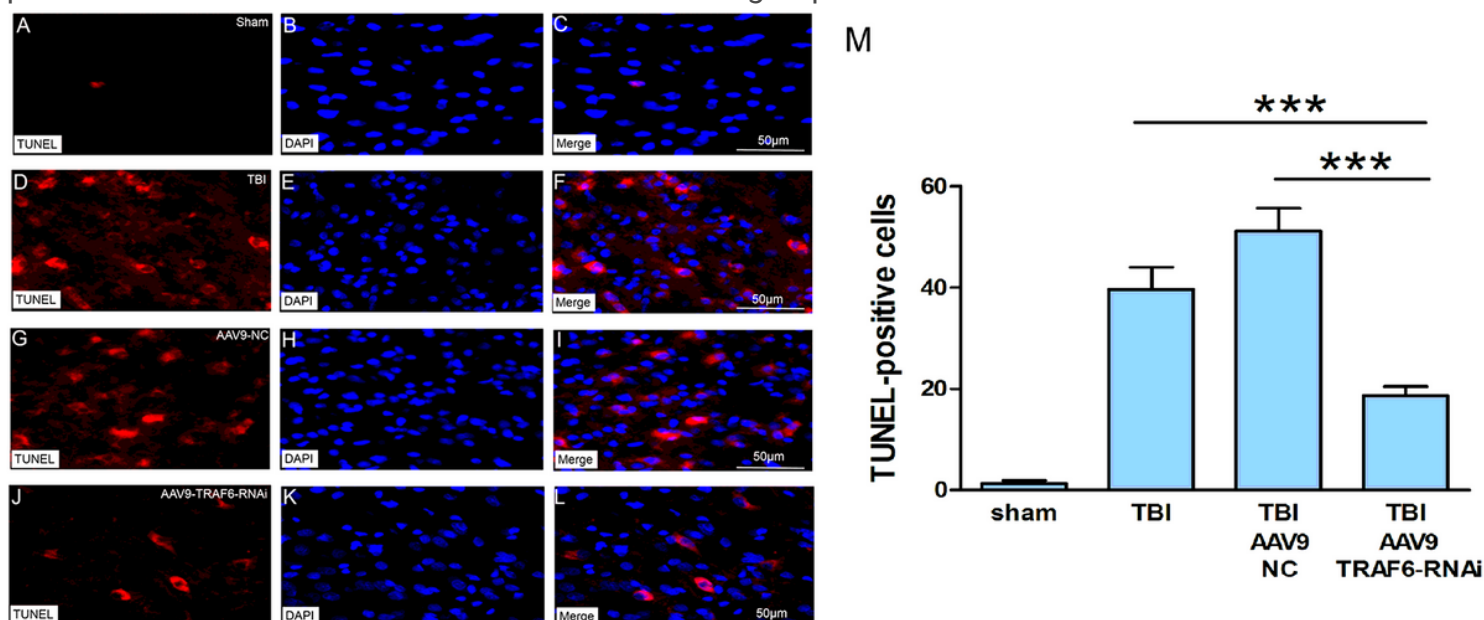 A
Sham
TUNEL
B
DAPI
C
Merge
50µm
D
TBI
TUNEL
E
DAPI
F
Merge
50µm
G
AAV9-NC
TUNEL
H
DAPI
I
Merge
50µm
J
AAV9-TRAF6-RNAi
TUNEL
K
DAPI
L
Merge
50µm
M
***
***
TUNEL-positive cells
60
40
20
0
sham
TBI
TBI
AAV9
NC
TBI
AAV9
TRAF6-RNAi